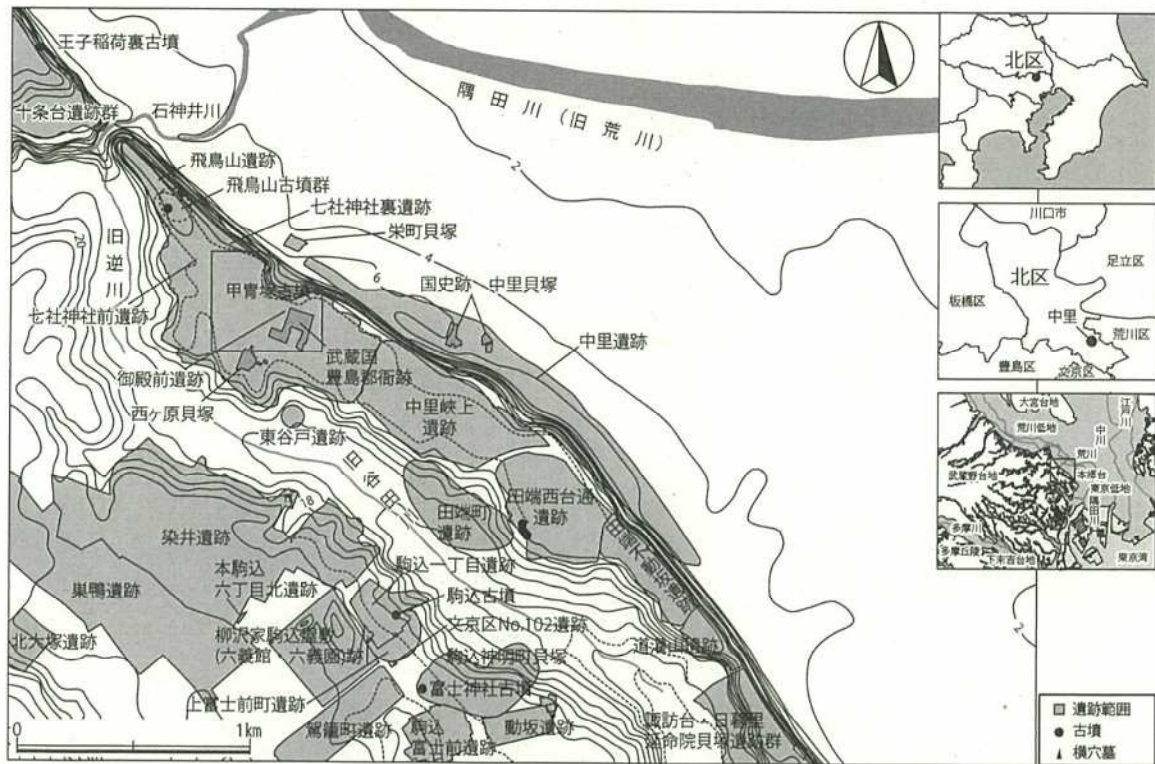 王子稲荷裏古墳
十条台遺跡群
石神井川
隅田川(旧荒川)
2
飛鳥山遺跡
飛鳥山古墳群
七社神社裏遺跡
栄町貝塚
4
6
20
旧逆川
国史跡 中里貝塚
七社神社前遺跡
中里遺跡
御殿前遺跡
武蔵国
豊島郡衙跡
西ヶ原貝塚
中里峡上
遺跡
東谷戸遺跡
旧谷田川
18
田端西台通
遺跡
田端町
遺跡
染井遺跡
駒込一丁目遺跡
本駒込
六丁目北遺跡
巣鴨遺跡
駒込古墳
文京区No.102遺跡
柳沢家駒込屋敷
(六義館・六義園)跡
北大塚遺跡
駒込神明町貝塚
道灌山遺跡
上富士前町遺跡
富士神社古墳
駕籠町遺跡
駒込
富士前遺跡
動坂遺跡
諏訪台・日暮里
延命院貝塚遺跡群
0
1km
2
北区
川口市
足立区
北区
板橋区
中里
荒川区
豊島区
文京区
大宮台地
江戸川
荒川低地
中川
荒川
武蔵野台地
本郷台
東京低地
隅田川
多摩川
多摩丘陵
下末吉台地
東京湾
遺跡範囲
古墳
横穴墓